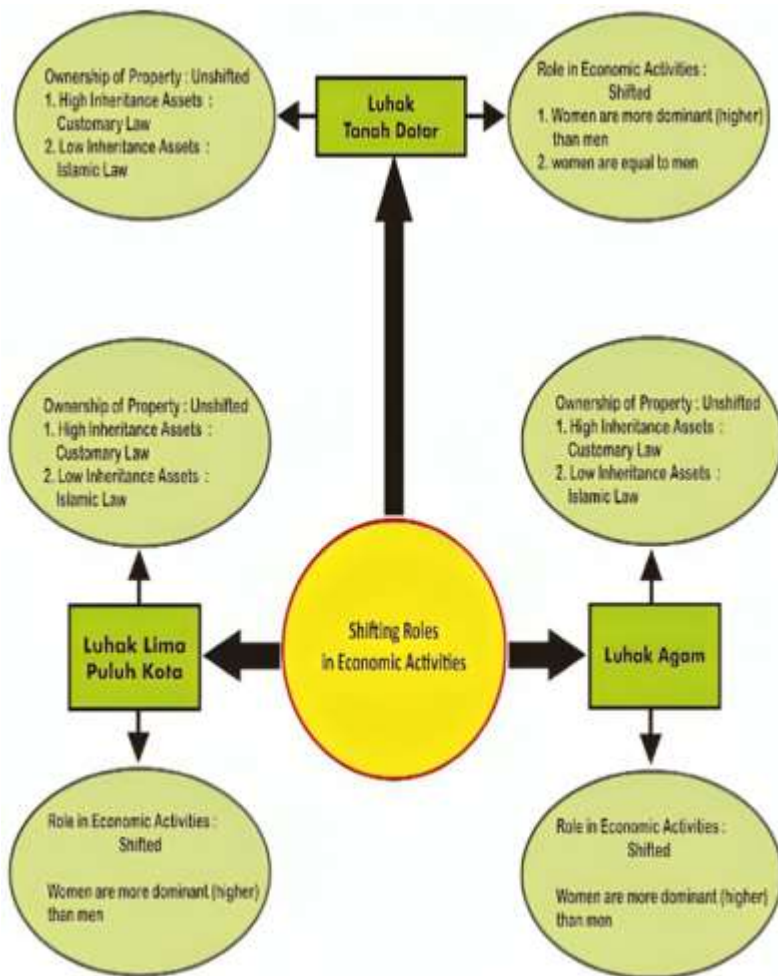 Ownership of Property : Unshifted
1. High Inheritance Assets :
Customary Law
2. Low Inheritance Assets :
Islamic Law
Luhak
Tanah Datar
Role in Economic Activities :
Shifted
1. Women are more dominant (higher)
than men
2. women are equal to men
Ownership of Property : Unshifted
1. High Inheritance Assets :
Customary Law
2. Low Inheritance Assets :
Islamic Law
Ownership of Property : Unshifted
1. High Inheritance Assets :
Customary Law
2. Low Inheritance Assets :
Islamic Law
Luhak Lima
Puluh Kota
Shifting Roles
in Economic Activities
Luhak Agam
Role in Economic Activities :
Shifted
Women are more dominant (higher)
than men
Role in Economic Activities :
Shifted
Women are more dominant (higher)
than men